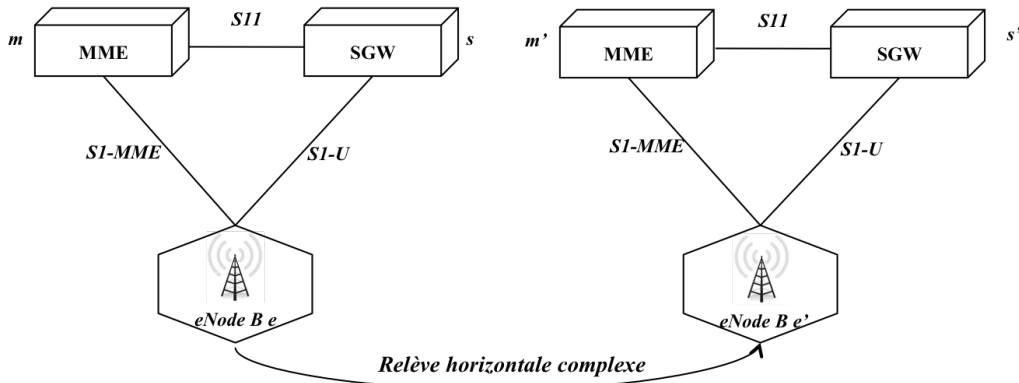 S11
m
MME
SGW
s
S1-MME
S1-U
eNode B e
S11
m’
MME
SGW
s’
S1-MME
S1-U
eNode B e’
Relève horizontale complexe